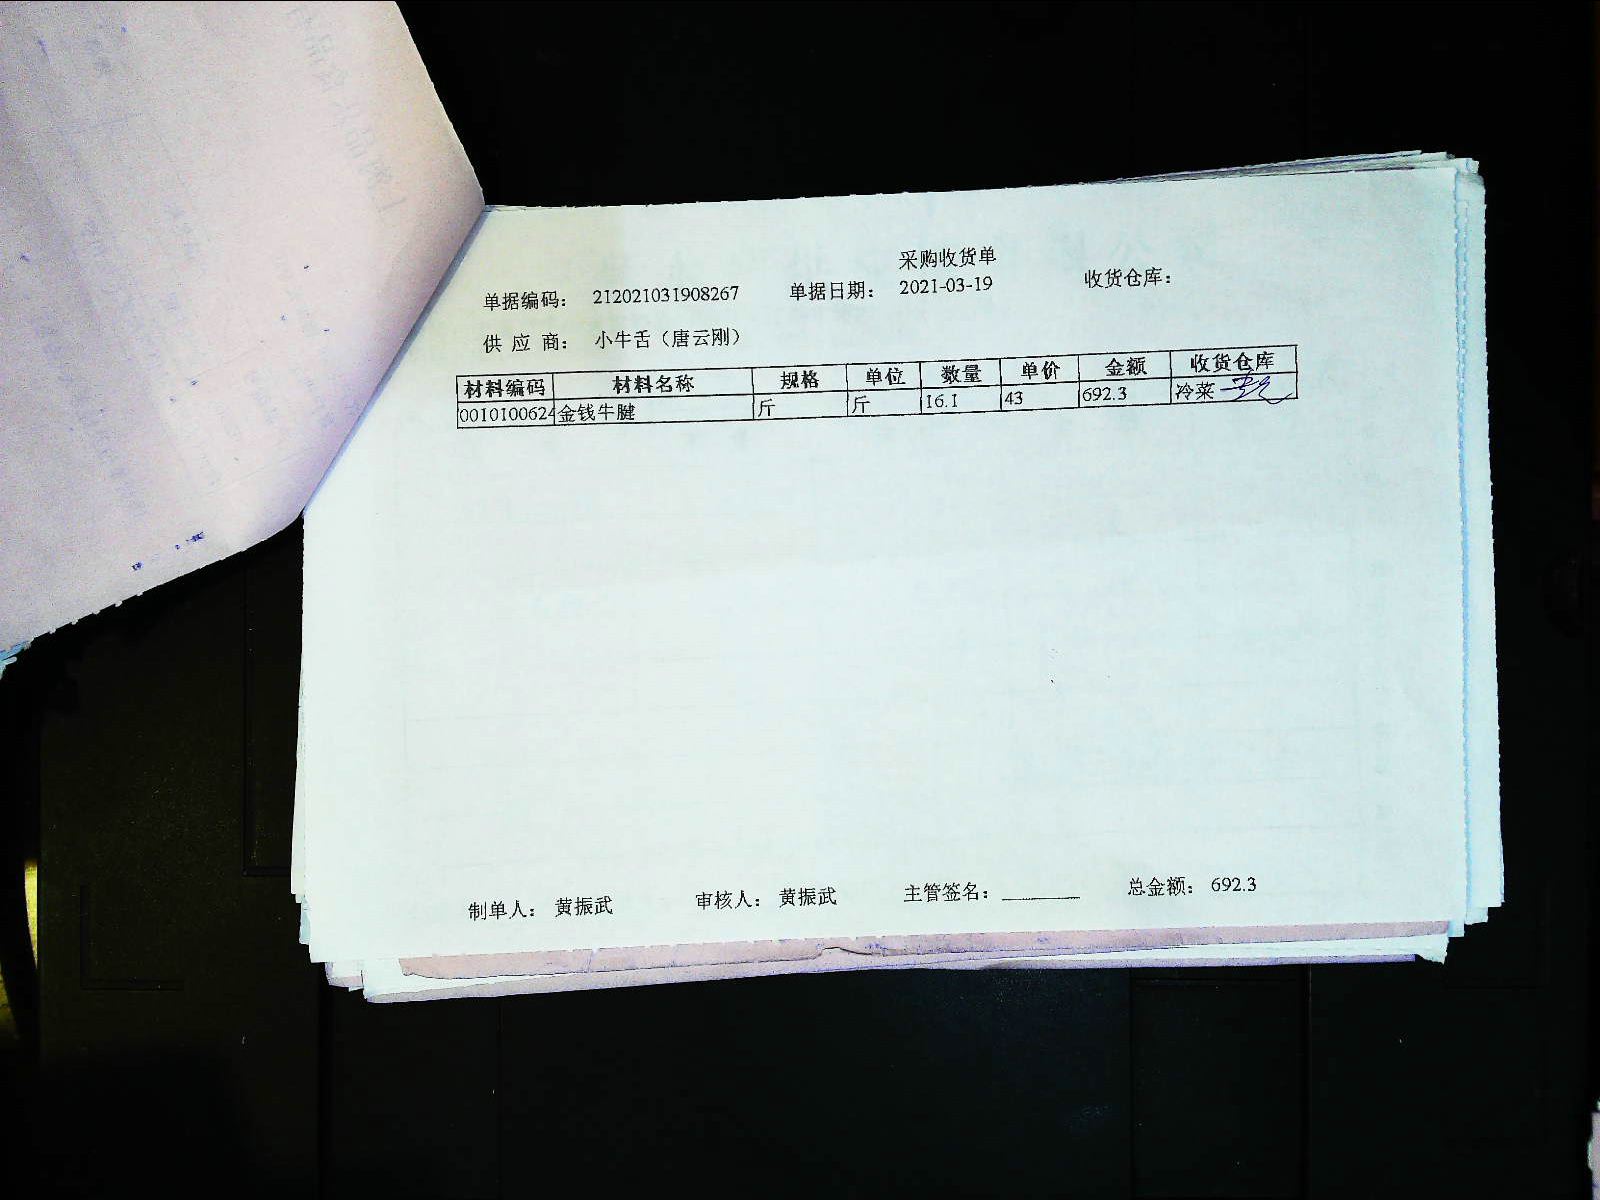 采购收货单
单据编码： 212021031908267 单据日期： 2021-03-19 收货仓库：
供 应 商： 小牛舌（唐云刚）
材料编码 材料名称 规格 单位 数量 单价 金额 收货仓库
0010100624 金钱牛腱 斤 斤 16.1 43 692.3 冷菜
制单人： 黄振武 审核人： 黄振武 主管签名： 总金额： 692.3